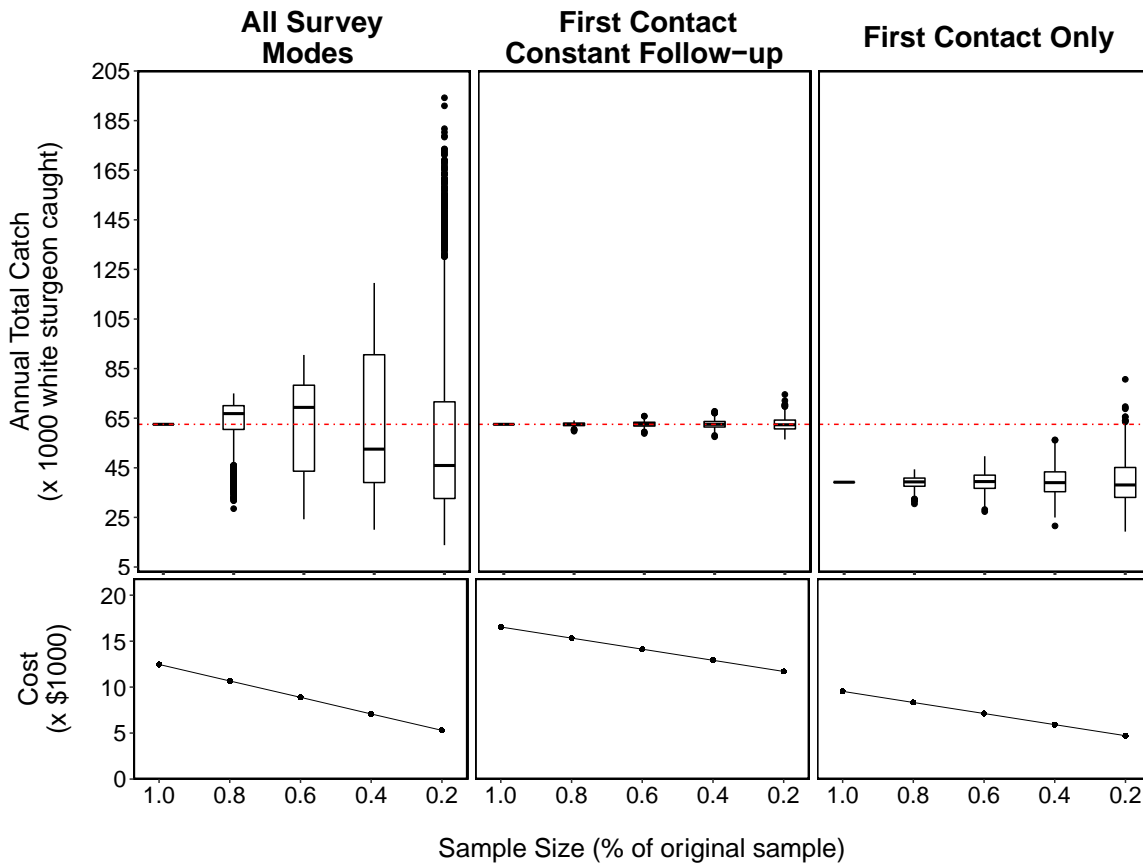 All Survey
Modes
First Contact
Constant Follow−up
First Contact Only
Annual Total Catch
(x 1000 white sturgeon caught)
205
185
165
145
125
105
85
65
45
25
5
Cost
(x $1000)
20
15
10
5
0
1.0 0.8 0.6 0.4 0.2 1.0 0.8 0.6 0.4 0.2 1.0 0.8 0.6 0.4 0.2
Sample Size (% of original sample)